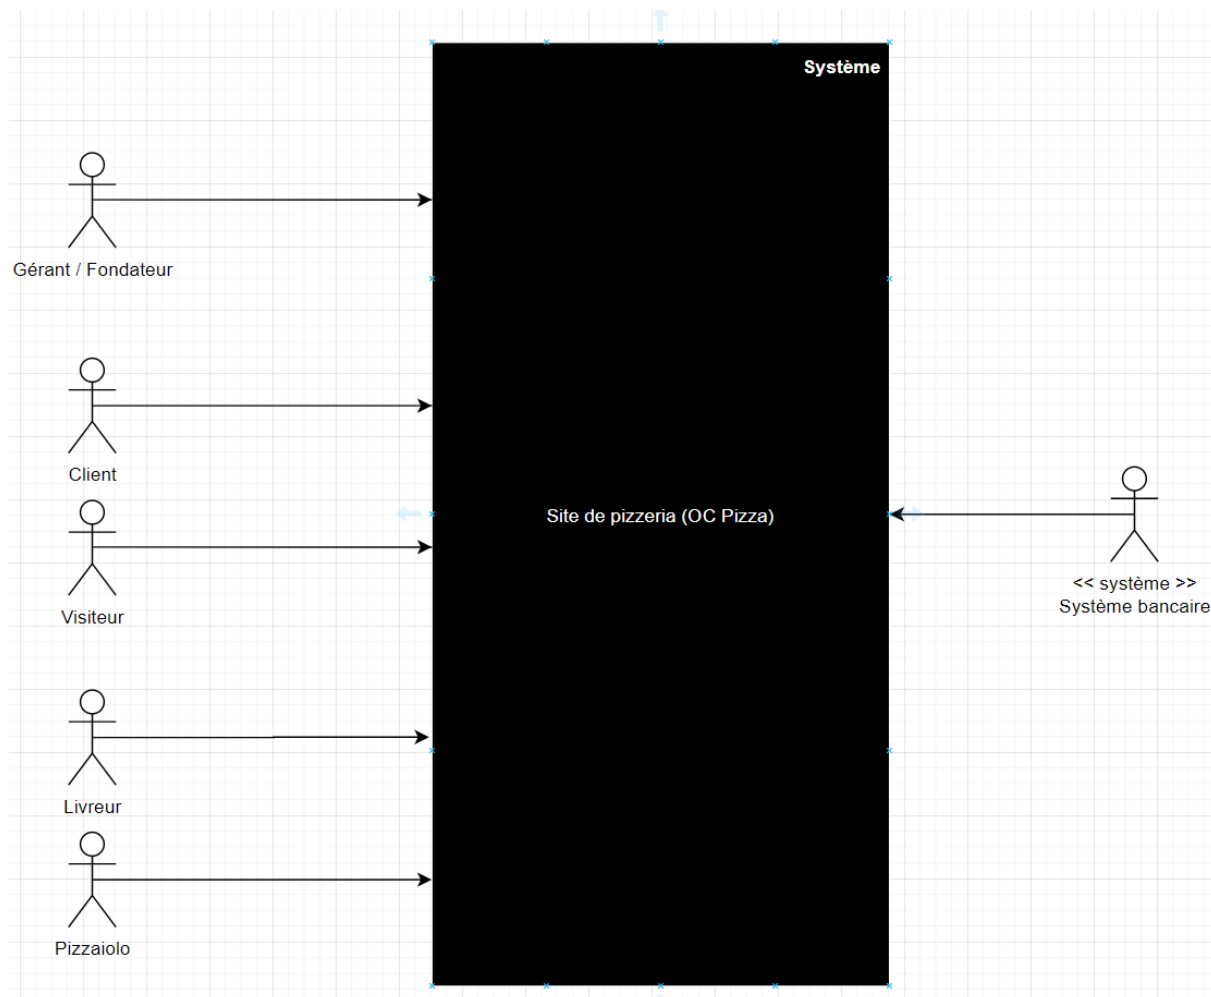 Système
Gérant / Fondateur
Client
Site de pizzeria (OC Pizza)
<< système >>
Système bancaire
Visiteur
Livreur
Pizzaiolo